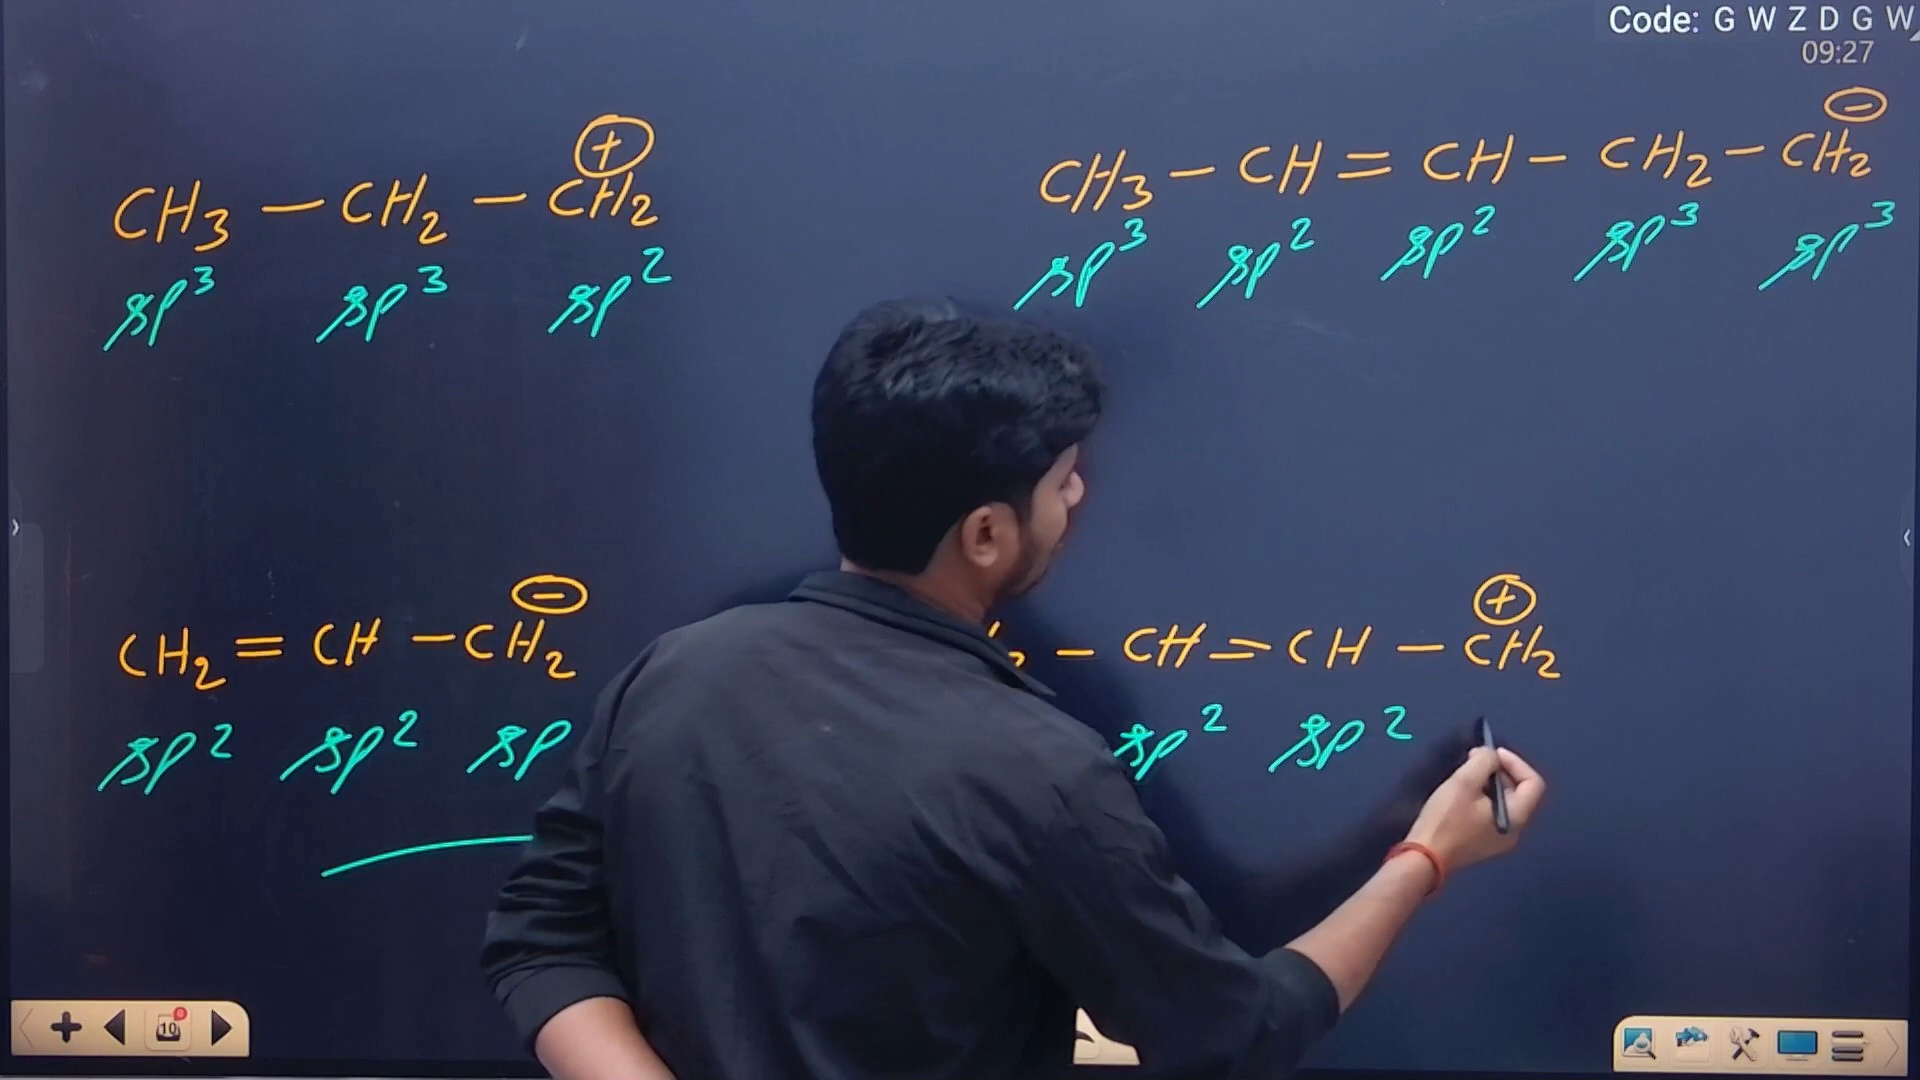 Code: G W Z D G W
09:27
⊕
CH3 – CH2 – CH2
sp³ sp³ sp²
⊖
CH3 – CH = CH – CH2 – CH2
sp³ sp² sp² sp³ sp³
⊖
CH2 = CH – CH2
sp² sp² sp
⊕
– CH = CH – CH2
sp² sp²
10